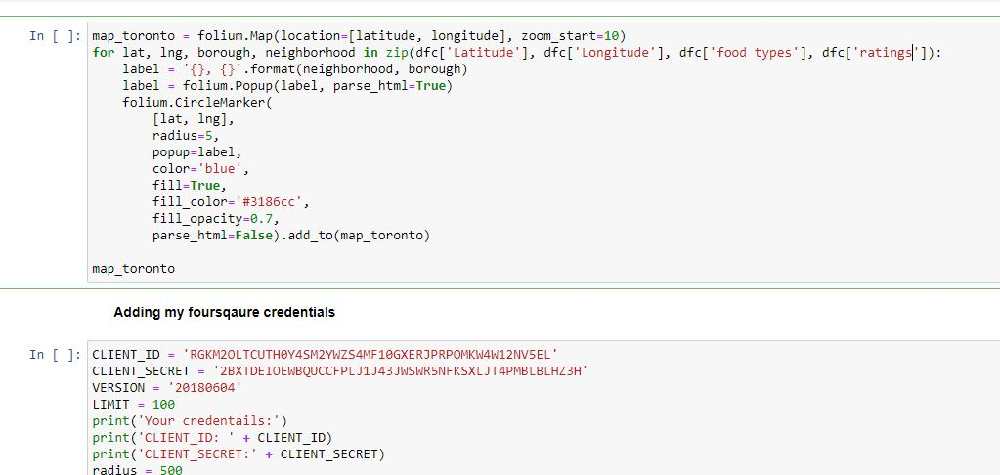 In [ ]: map_toronto = folium.Map(location=[latitude, longitude], zoom_start=10)
for lat, lng, borough, neighborhood in zip(dfc['Latitude'], dfc['Longitude'], dfc['food types'], dfc['ratings']):
label = '{}, {}'.format(neighborhood, borough)
label = folium.Popup(label, parse_html=True)
folium.CircleMarker(
[lat, lng],
radius=5,
popup=label,
color='blue',
fill=True,
fill_color='#3186cc',
fill_opacity=0.7,
parse_html=False).add_to(map_toronto)
map_toronto
Adding my foursqaure credentials
In [ ]: CLIENT_ID = 'RGKM2OLTCUTH0Y4SM2YWZS4MF10GXERJPRPOMKW4W12NV5EL'
CLIENT_SECRET = '2BXTDEIOEWBQUCCFPLJ1J43JWSWR5NFKSXLJT4PMBLBLHZ3H'
VERSION = '20180604'
LIMIT = 100
print('Your credentails:')
print('CLIENT_ID: ' + CLIENT_ID)
print('CLIENT_SECRET:' + CLIENT_SECRET)
radius = 500